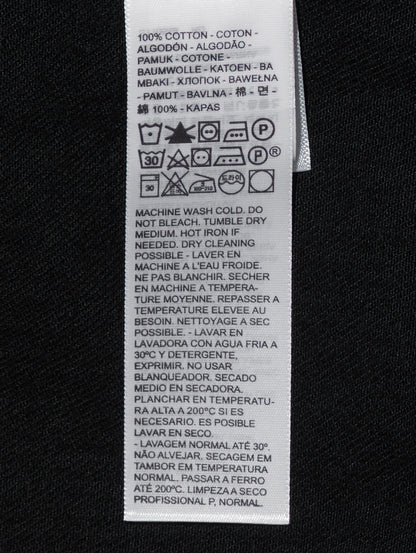 100% COTTON - COTON -
ALGODÓN - ALGODÃO -
PAMUK - COTONE -
BAUMWOLLE - KATOEN - BA
MBAKI - ХЛОПОК - BAWEŁNA
- PAMUT - BAVLNA - 棉 - 면 -
綿 100% - KAPAS
P
30 P®
30 드라이
MACHINE WASH COLD. DO
NOT BLEACH. TUMBLE DRY
MEDIUM. HOT IRON IF
NEEDED. DRY CLEANING
POSSIBLE - LAVER EN
MACHINE A L'EAU FROIDE.
NE PAS BLANCHIR. SECHER
EN MACHINE A TEMPERA-
TURE MOYENNE. REPASSER A
TEMPERATURE ELEVEE AU
BESOIN. NETTOYAGE A SEC
POSSIBLE. - LAVAR EN
LAVADORA CON AGUA FRIA A
30ºC Y DETERGENTE,
EXPRIMIR. NO USAR
BLANQUEADOR. SECADO
MEDIO EN SECADORA.
PLANCHAR EN TEMPERATU-
RA ALTA A 200ºC SI ES
NECESARIO. ES POSIBLE
LAVAR EN SECO.
- LAVAGEM NORMAL ATÉ 30º.
NÃO ALVEJAR. SECAGEM EM
TAMBOR EM TEMPERATURA
NORMAL. PASSAR A FERRO
ATÉ 200ºC. LIMPEZA A SECO
PROFISSIONAL P, NORMAL.